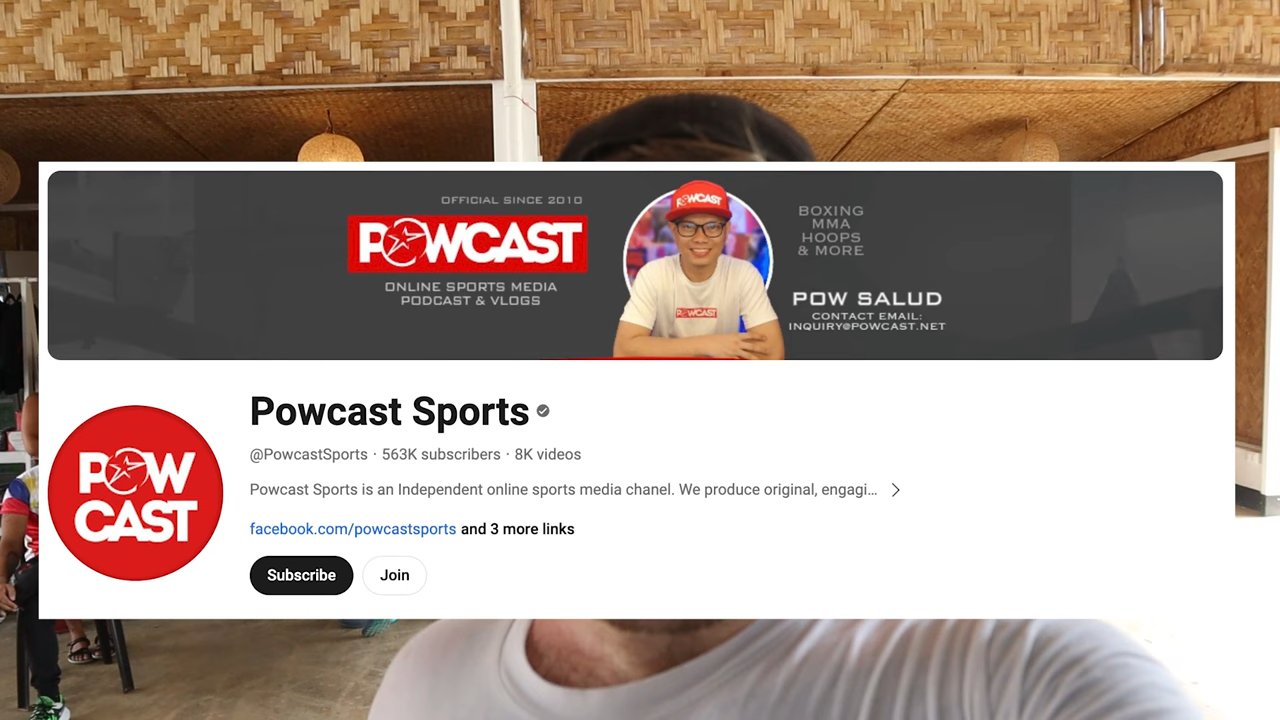 OFFICIAL SINCE 2010
POWCAST
ONLINE SPORTS MEDIA
PODCAST & VLOGS
POWCAST
POWCAST
BOXING
MMA
HOOPS
& MORE
POW SALUD
CONTACT EMAIL:
INQUIRY@POWCAST.NET
POW
CAST
Powcast Sports
@PowcastSports · 563K subscribers · 8K videos
Powcast Sports is an Independent online sports media chanel. We produce original, engagi...
facebook.com/powcastsports and 3 more links
Subscribe
Join